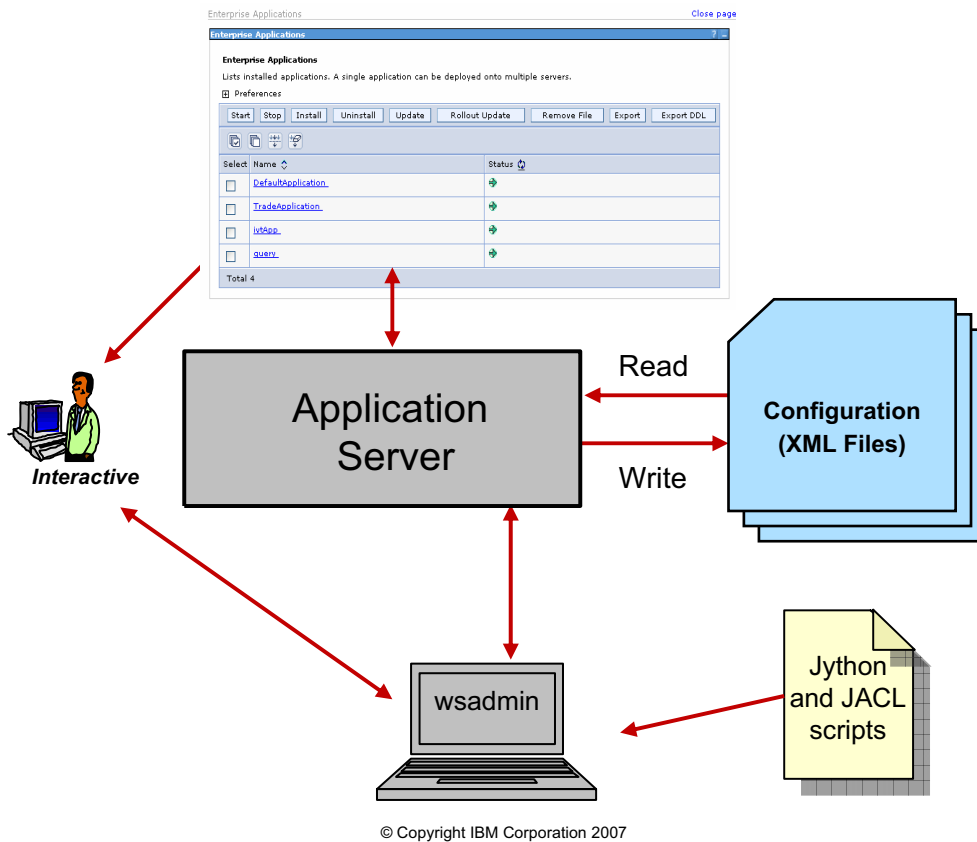 Enterprise Applications
Close page
Enterprise Applications
? –
Enterprise Applications
Lists installed applications. A single application can be deployed onto multiple servers.
Preferences
Start Stop Install Uninstall Update Rollout Update Remove File Export Export DDL
Select Name Status
DefaultApplication
TradeApplication
ivtApp
query
Total 4
Application
Server
Read
Write
Configuration
(XML Files)
Interactive
wsadmin
Jython
and JACL
scripts
© Copyright IBM Corporation 2007